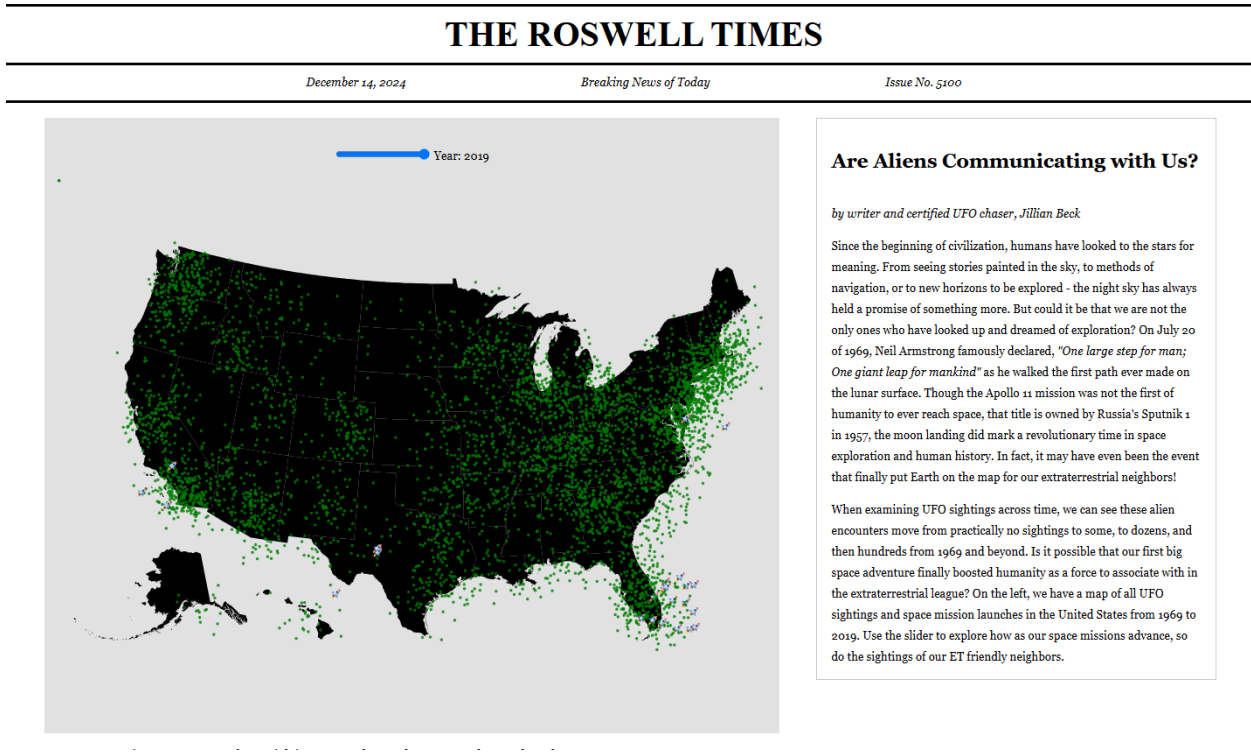 THE ROSWELL TIMES
December 14, 2024 Breaking News of Today Issue No. 5100
Year: 2019
Are Aliens Communicating with Us?
by writer and certified UFO chaser, Jillian Beck
Since the beginning of civilization, humans have looked to the stars for
meaning. From seeing stories painted in the sky, to methods of
navigation, or to new horizons to be explored - the night sky has always
held a promise of something more. But could it be that we are not the
only ones who have looked up and dreamed of exploration? On July 20
of 1969, Neil Armstrong famously declared, "One large step for man;
One giant leap for mankind" as he walked the first path ever made on
the lunar surface. Though the Apollo 11 mission was not the first of
humanity to ever reach space, that title is owned by Russia's Sputnik 1
in 1957, the moon landing did mark a revolutionary time in space
exploration and human history. In fact, it may have even been the event
that finally put Earth on the map for our extraterrestrial neighbors!
When examining UFO sightings across time, we can see these alien
encounters move from practically no sightings to some, to dozens, and
then hundreds from 1969 and beyond. Is it possible that our first big
space adventure finally boosted humanity as a force to associate with in
the extraterrestrial league? On the left, we have a map of all UFO
sightings and space mission launches in the United States from 1969 to
2019. Use the slider to explore how as our space missions advance, so
do the sightings of our ET friendly neighbors.